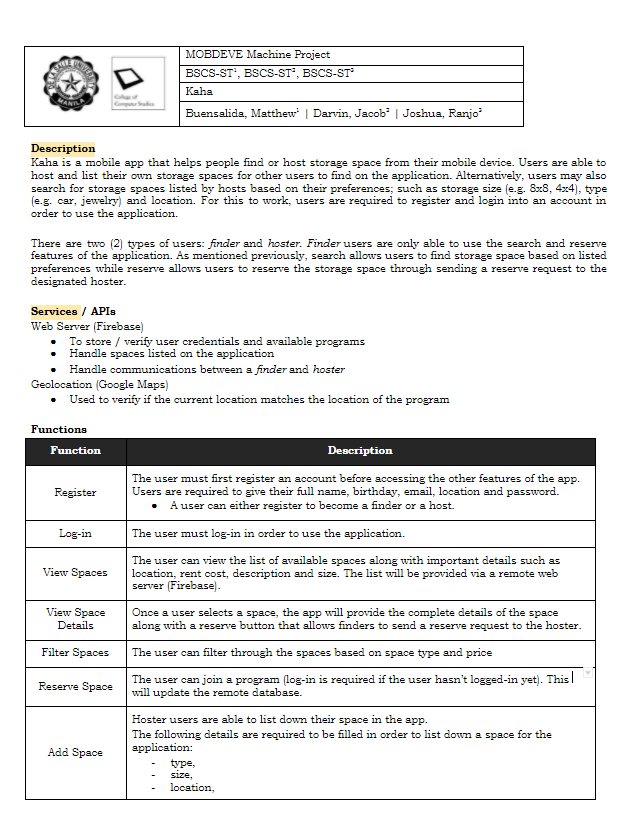 MOBDEVE Machine Project
BSCS-ST¹, BSCS-ST², BSCS-ST³
Kaha
Buensalida, Matthew¹ | Darvin, Jacob² | Joshua, Ranjo³
DE LA SALLE UNIVERSITY
MANILA
College of
Computer Studies
Description
Kaha is a mobile app that helps people find or host storage space from their mobile device. Users are able to
host and list their own storage spaces for other users to find on the application. Alternatively, users may also
search for storage spaces listed by hosts based on their preferences; such as storage size (e.g. 8x8, 4x4), type
(e.g. car, jewelry) and location. For this to work, users are required to register and login into an account in
order to use the application.
There are two (2) types of users: finder and hoster. Finder users are only able to use the search and reserve
features of the application. As mentioned previously, search allows users to find storage space based on listed
preferences while reserve allows users to reserve the storage space through sending a reserve request to the
designated hoster.
Services / APIs
Web Server (Firebase)
• To store / verify user credentials and available programs
• Handle spaces listed on the application
• Handle communications between a finder and hoster
Geolocation (Google Maps)
• Used to verify if the current location matches the location of the program
Functions
Function Description
Register
The user must first register an account before accessing the other features of the app.
Users are required to give their full name, birthday, email, location and password.
• A user can either register to become a finder or a host.
Log-in
The user must log-in in order to use the application.
View Spaces
The user can view the list of available spaces along with important details such as
location, rent cost, description and size. The list will be provided via a remote web
server (Firebase).
View Space
Details
Once a user selects a space, the app will provide the complete details of the space
along with a reserve button that allows finders to send a reserve request to the hoster.
Filter Spaces
The user can filter through the spaces based on space type and price
Reserve Space
The user can join a program (log-in is required if the user hasn't logged-in yet). This
will update the remote database.
Add Space
Hoster users are able to list down their space in the app.
The following details are required to be filled in order to list down a space for the
application:
- type,
- size,
- location,